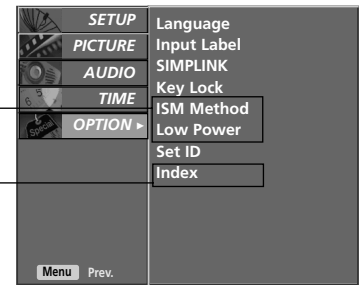 SETUP
PICTURE
AUDIO
TIME
OPTION ▸
Special
Language
Input Label
SIMPLINK
Key Lock
ISM Method
Low Power
Set ID
Index
Menu Prev.